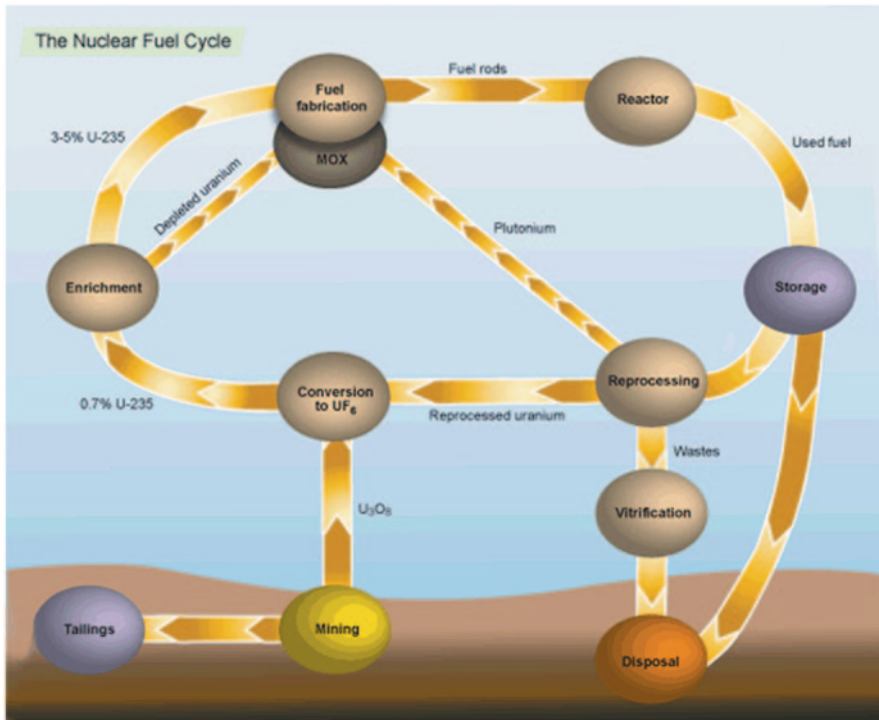 The Nuclear Fuel Cycle
Fuel
fabrication
Fuel rods
Reactor
3-5% U-235
MOX
Used fuel
Depleted uranium
Plutonium
Enrichment
Storage
Conversion
to UF₆
Reprocessing
0.7% U-235
Reprocessed uranium
Wastes
U₃O₈
Vitrification
Tailings
Mining
Disposal